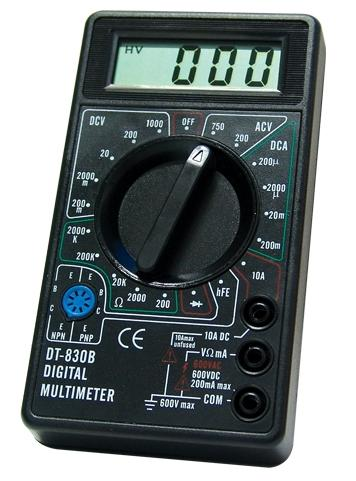 HV
000
DCV
1000
OFF
750
ACV
200
200
DCA
20
200µ
2000
m
2000
µ
200
m
20m
2000
K
200m
200K
20K
Ω
2000
200
hFE
10A
E
E
B
B
C
C
E
E
NPN
PNP
CE
10Amax
unfused
10A DC
DT-830B
DIGITAL
MULTIMETER
VΩmA
600VAC
600VDC
200mA max
COM
600V max